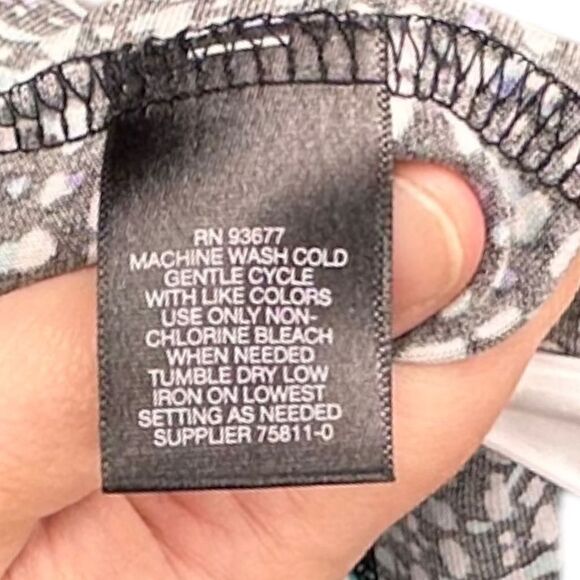 RN 93677
MACHINE WASH COLD
GENTLE CYCLE
WITH LIKE COLORS
USE ONLY NON-
CHLORINE BLEACH
WHEN NEEDED
TUMBLE DRY LOW
IRON ON LOWEST
SETTING AS NEEDED
SUPPLIER 75811-0